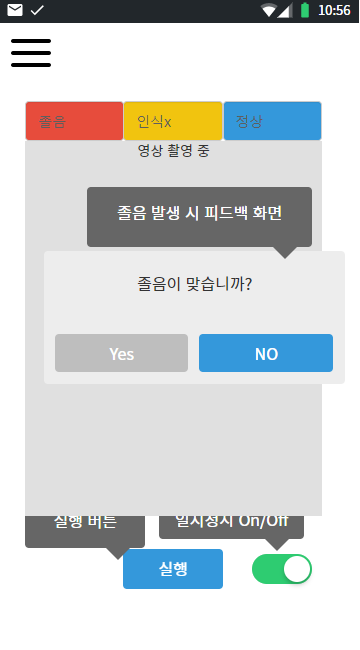 10:56
졸음
인식x
정상
영상 촬영 중
졸음 발생 시 피드백 화면
졸음이 맞습니까?
Yes
NO
실행 버튼
일시정지 On/Off
실행